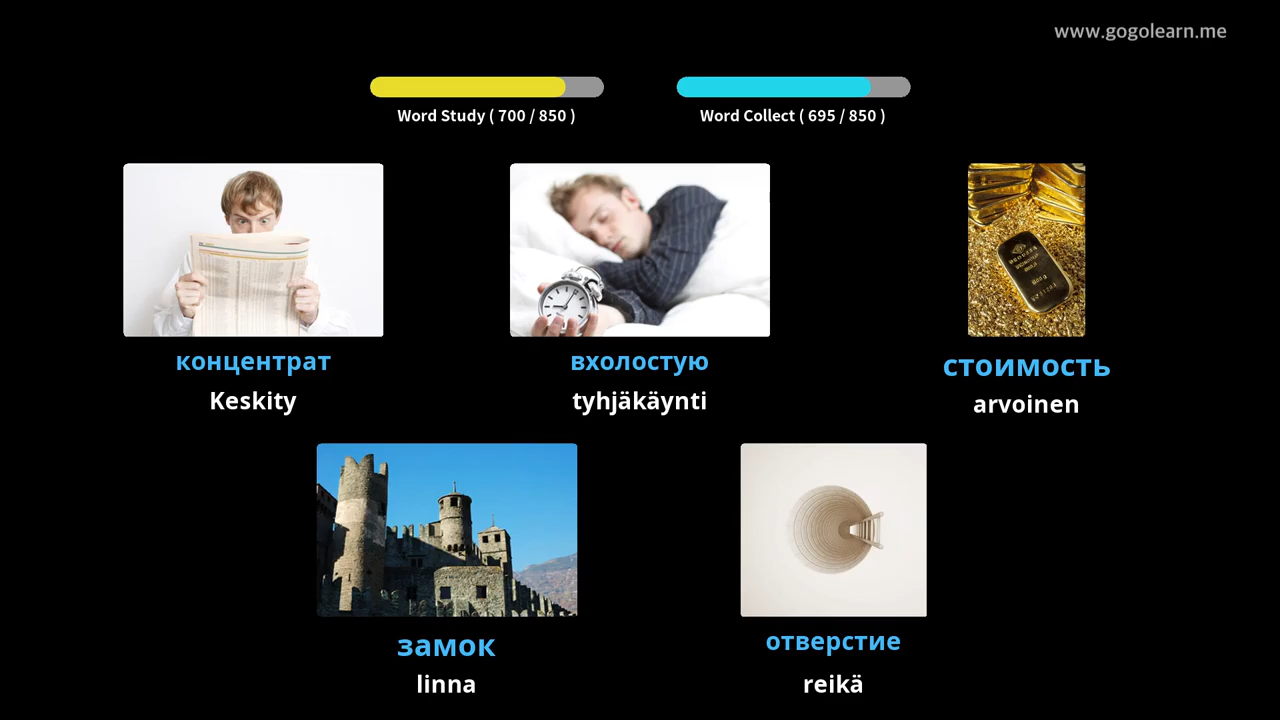 www.gogolearn.me
Word Study ( 700 / 850 )
Word Collect ( 695 / 850 )
концентрат
Keskity
вхолостую
tyhjäkäynti
стоимость
arvoinen
замок
linna
отверстие
reikä